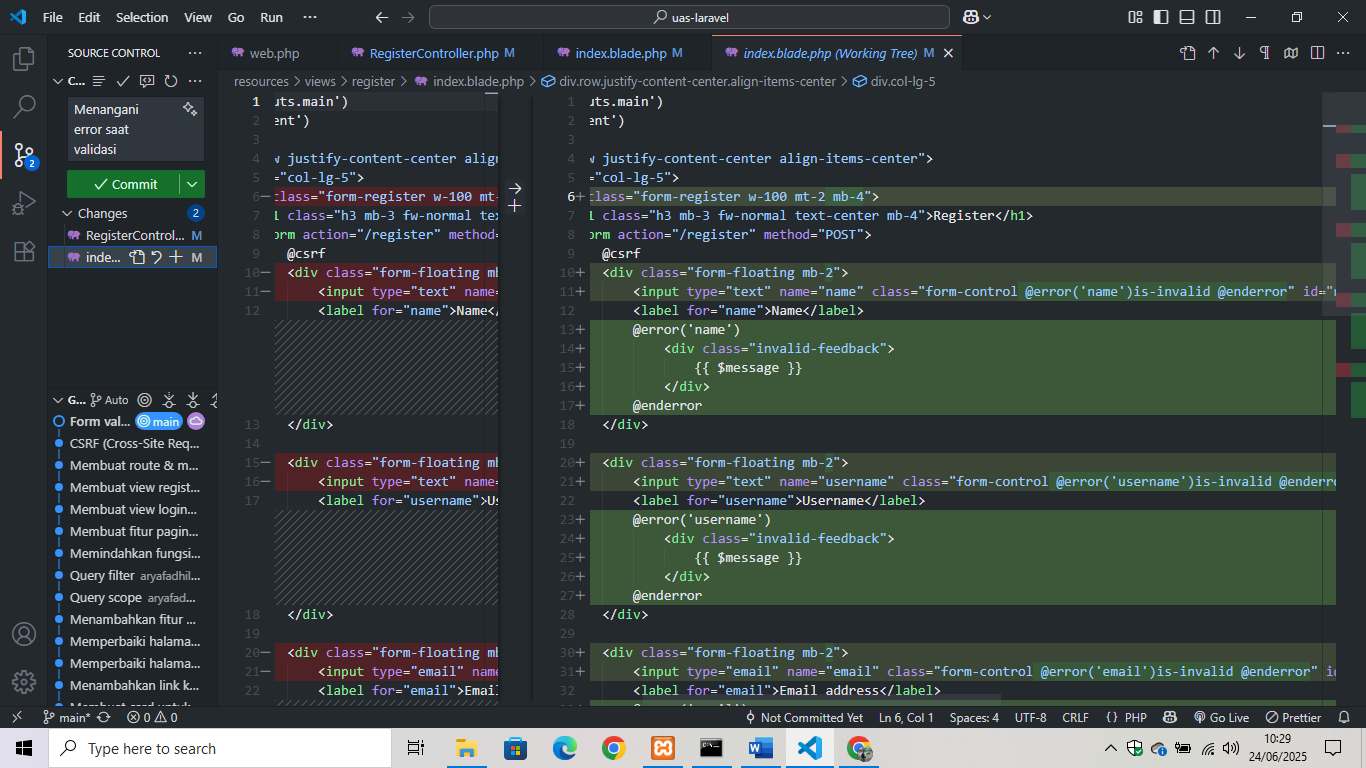 File Edit Selection View Go Run ··· uas-laravel
SOURCE CONTROL ···
web.php RegisterController.php M index.blade.php M index.blade.php (Working Tree) M
resources > views > register > index.blade.php > div.row.justify-content-center.align-items-center > div.col-lg-5
C...
Menangani
error saat
validasi
Commit
Changes 2
RegisterControl... M
inde... M
G... Auto
Form val... main
CSRF (Cross-Site Req...
Membuat route & m...
Membuat view regist...
Membuat view login...
Membuat fitur pagin...
Memindahkan fungsi...
Query filter aryafadhil...
Query scope aryafad...
Menambahkan fitur ...
Memperbaiki halama...
Memperbaiki halama...
Menambahkan link k...
1 uts.main')
2 ent')
3
4 w justify-content-center align
5 ="col-lg-5">
6− class="form-register w-100 mt-
7 1 class="h3 mb-3 fw-normal tex
8 orm action="/register" method=
9 @csrf
10− <div class="form-floating mb
11− <input type="text" name=
12 <label for="name">Name</
13 </div>
14
15− <div class="form-floating mb
16− <input type="text" name=
17 <label for="username">Us
18 </div>
19
20− <div class="form-floating mb
21− <input type="email" name
22 <label for="email">Email
1 uts.main')
2 ent')
3
4 w justify-content-center align-items-center">
5 ="col-lg-5">
6+ class="form-register w-100 mt-2 mb-4">
7 1 class="h3 mb-3 fw-normal text-center mb-4">Register</h1>
8 orm action="/register" method="POST">
9 @csrf
10+ <div class="form-floating mb-2">
11+ <input type="text" name="name" class="form-control @error('name')is-invalid @enderror" id="n
12 <label for="name">Name</label>
13+ @error('name')
14+ <div class="invalid-feedback">
15+ {{ $message }}
16+ </div>
17+ @enderror
18 </div>
19
20+ <div class="form-floating mb-2">
21+ <input type="text" name="username" class="form-control @error('username')is-invalid @enderro
22 <label for="username">Username</label>
23+ @error('username')
24+ <div class="invalid-feedback">
25+ {{ $message }}
26+ </div>
27+ @enderror
28 </div>
29
30+ <div class="form-floating mb-2">
31+ <input type="email" name="email" class="form-control @error('email')is-invalid @enderror" id
32 <label for="email">Email address</label>
main* 0 0 Not Committed Yet Ln 6, Col 1 Spaces: 4 UTF-8 CRLF {} PHP Go Live Prettier
Type here to search
10:29
24/06/2025